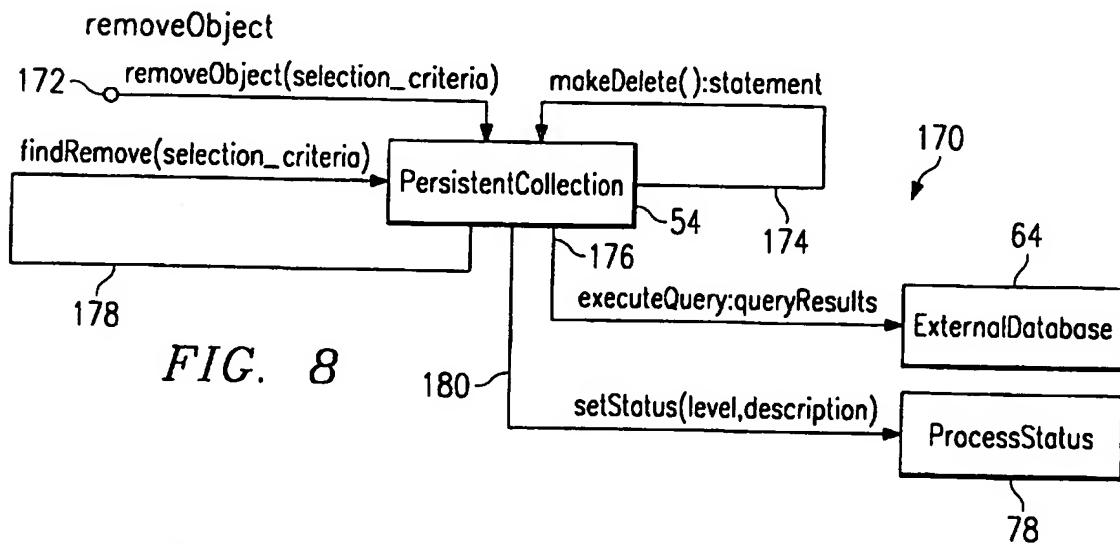 removeObject
172
removeObject(selection_criteria)
makeDelete():statement
findRemove(selection_criteria)
PersistentCollection
170
54
174
176
64
178
executeQuery:queryResults
ExternalDatabase
FIG. 8
180
setStatus(level,description)
ProcessStatus
78